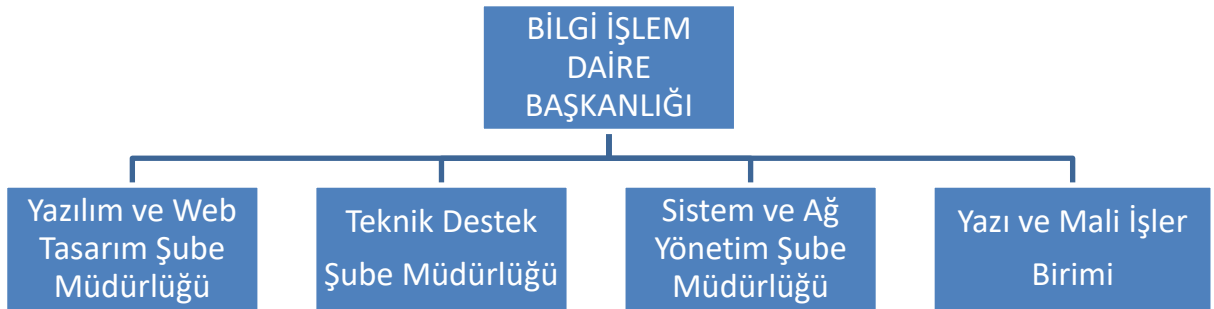 BİLGİ İŞLEM
DAİRE
BAŞKANLIĞI
Yazılım ve Web
Tasarım Şube
Müdürlüğü
Teknik Destek
Şube Müdürlüğü
Sistem ve Ağ
Yönetim Şube
Müdürlüğü
Yazı ve Mali İşler
Birimi